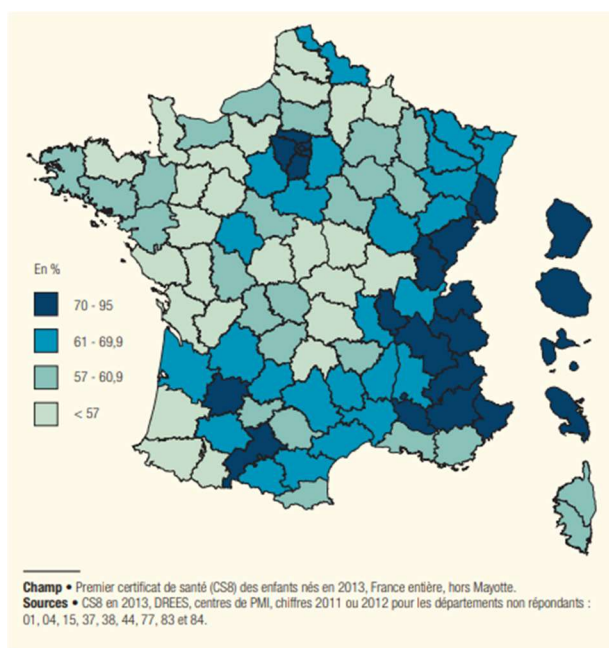 En %
70 - 95
61 - 69,9
57 - 60,9
< 57
Champ • Premier certificat de santé (CS8) des enfants nés en 2013, France entière, hors Mayotte.
Sources • CS8 en 2013, DREES, centres de PMI, chiffres 2011 ou 2012 pour les départements non répondants :
01, 04, 15, 37, 38, 44, 77, 83 et 84.